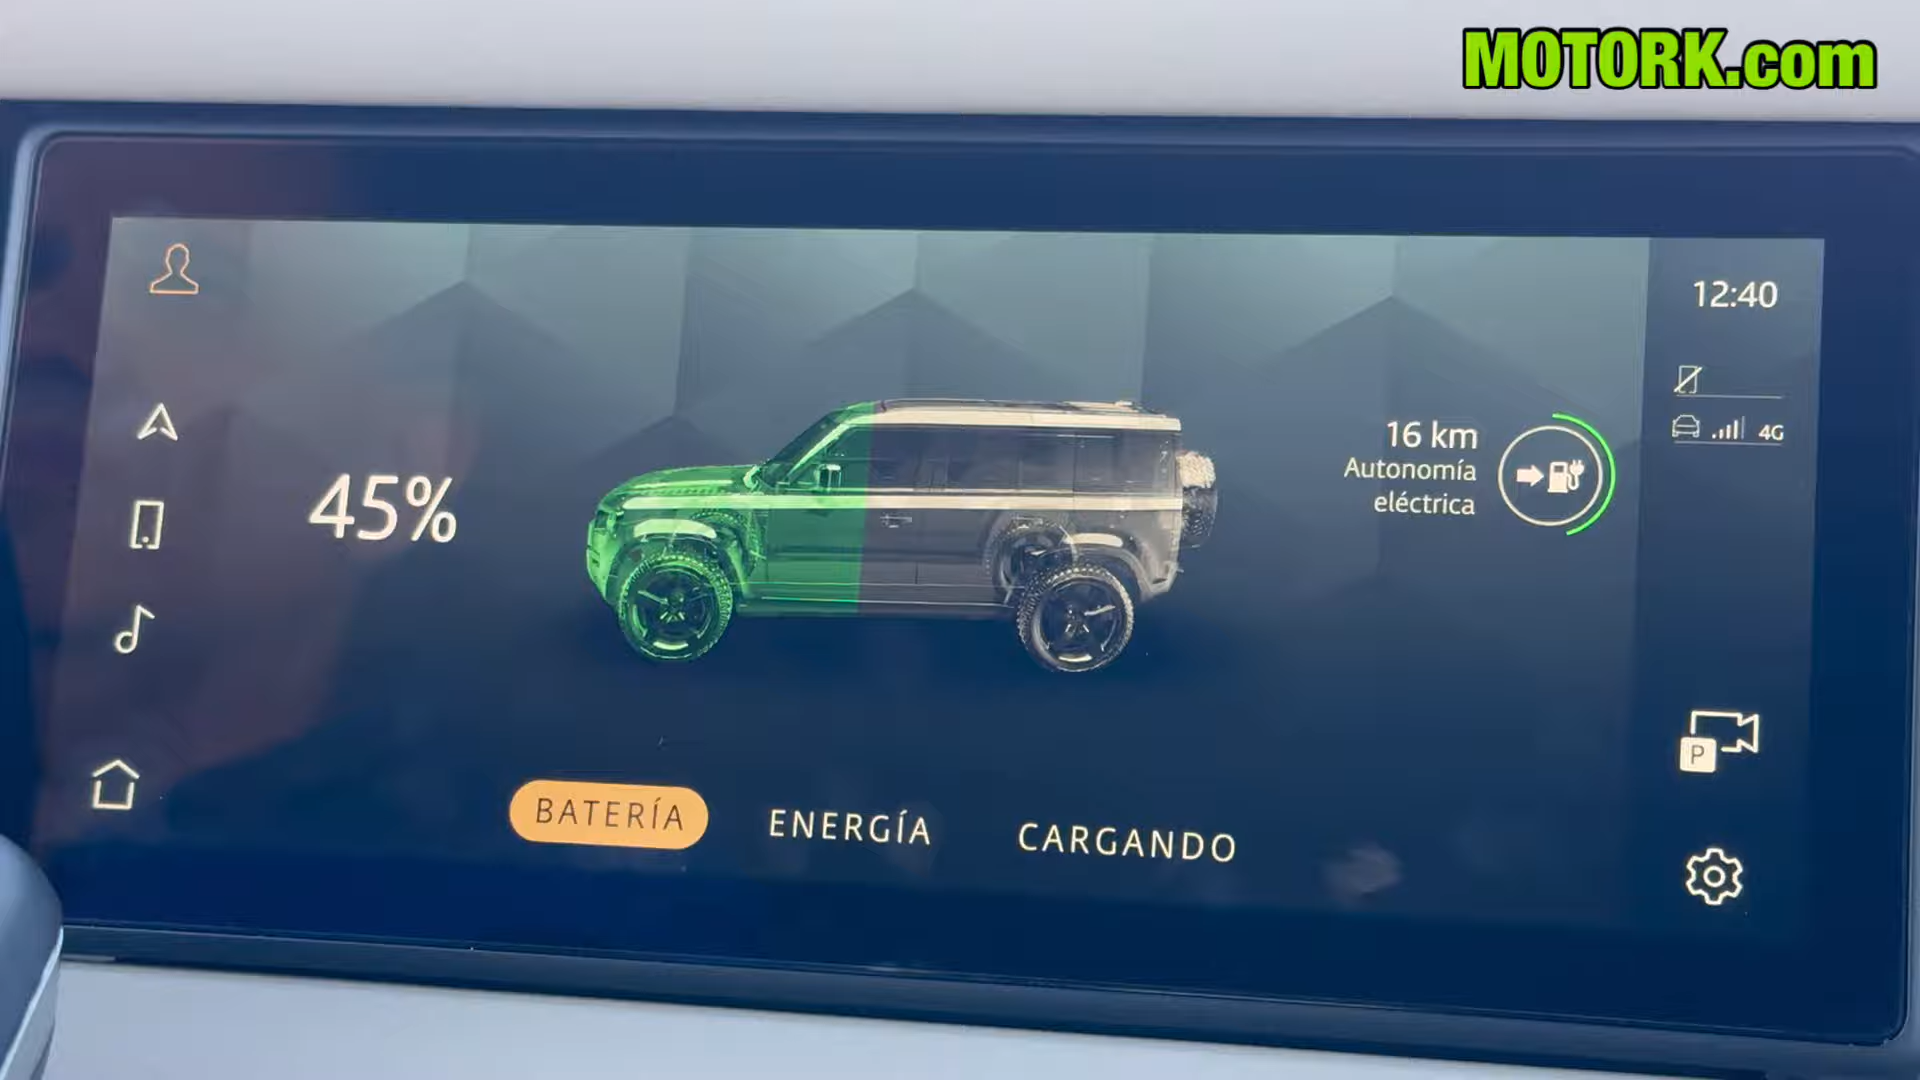 MOTORK.com
12:40
4G
16 km
Autonomía
eléctrica
45%
P
BATERÍA
ENERGÍA
CARGANDO